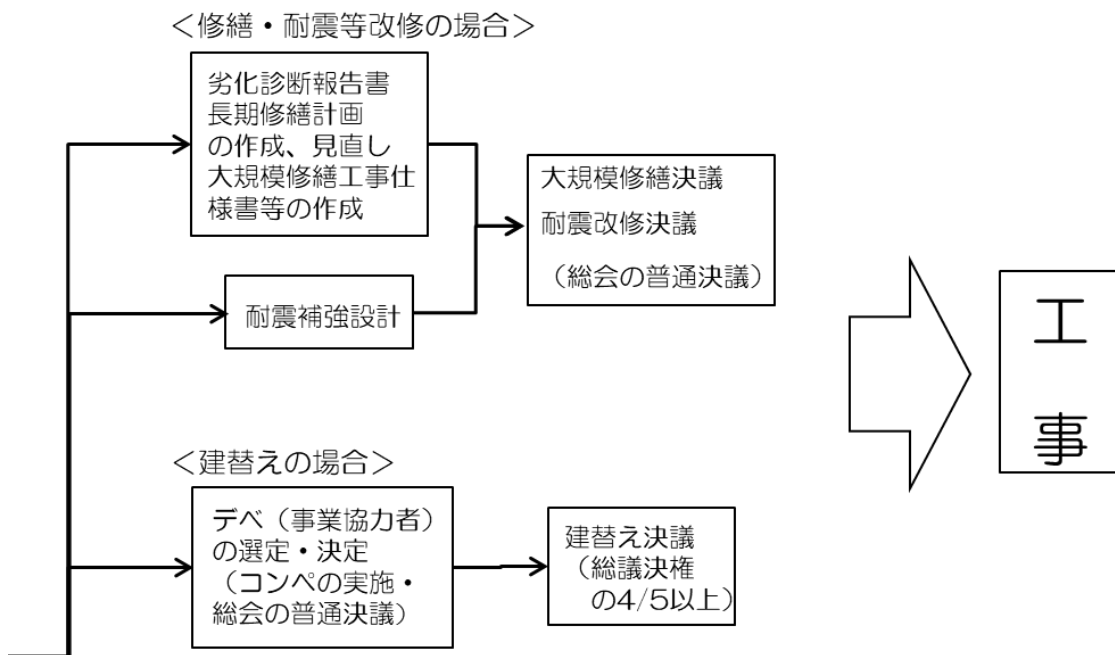 ＜修繕・耐震等改修の場合＞
劣化診断報告書
長期修繕計画
の作成、見直し
大規模修繕工事仕
様書等の作成
耐震補強設計
大規模修繕決議
耐震改修決議
（総会の普通決議）
＜建替えの場合＞
デベ（事業協力者）
の選定・決定
（コンペの実施・
総会の普通決議）
建替え決議
（総議決権
の4/5以上）
工事